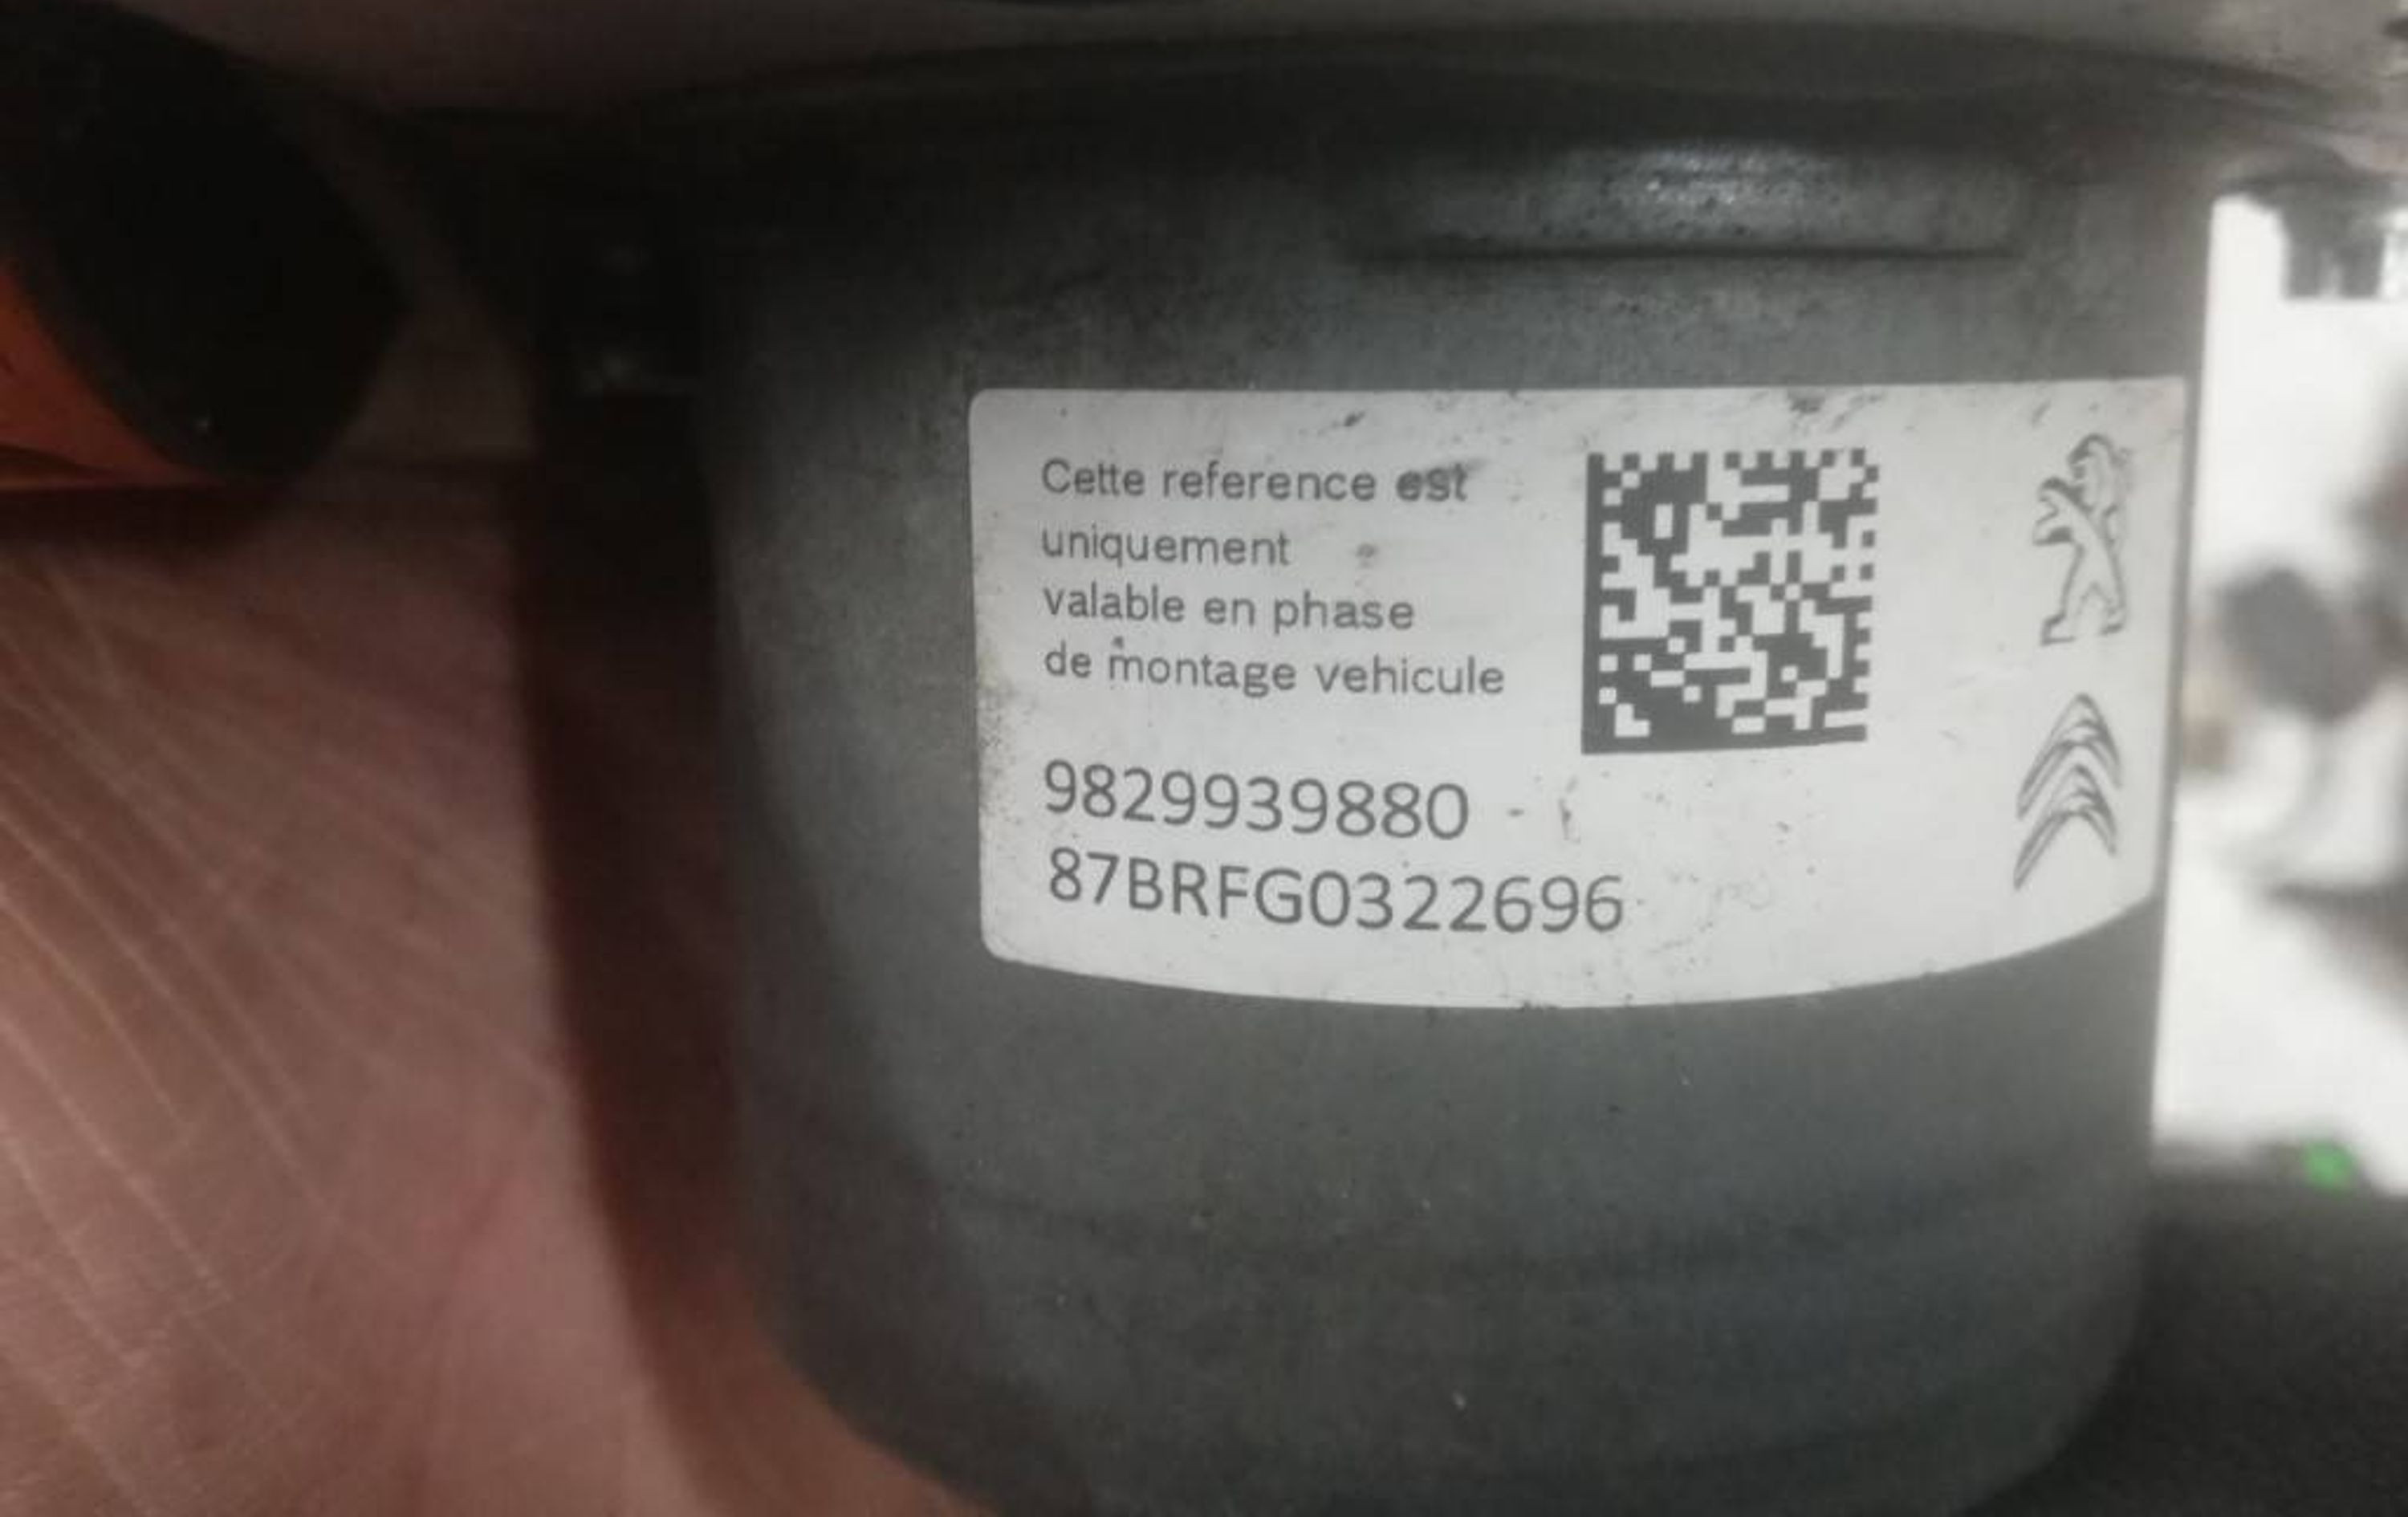 Cette reference est
uniquement
valable en phase
de montage vehicule
9829939880
87BRFG0322696